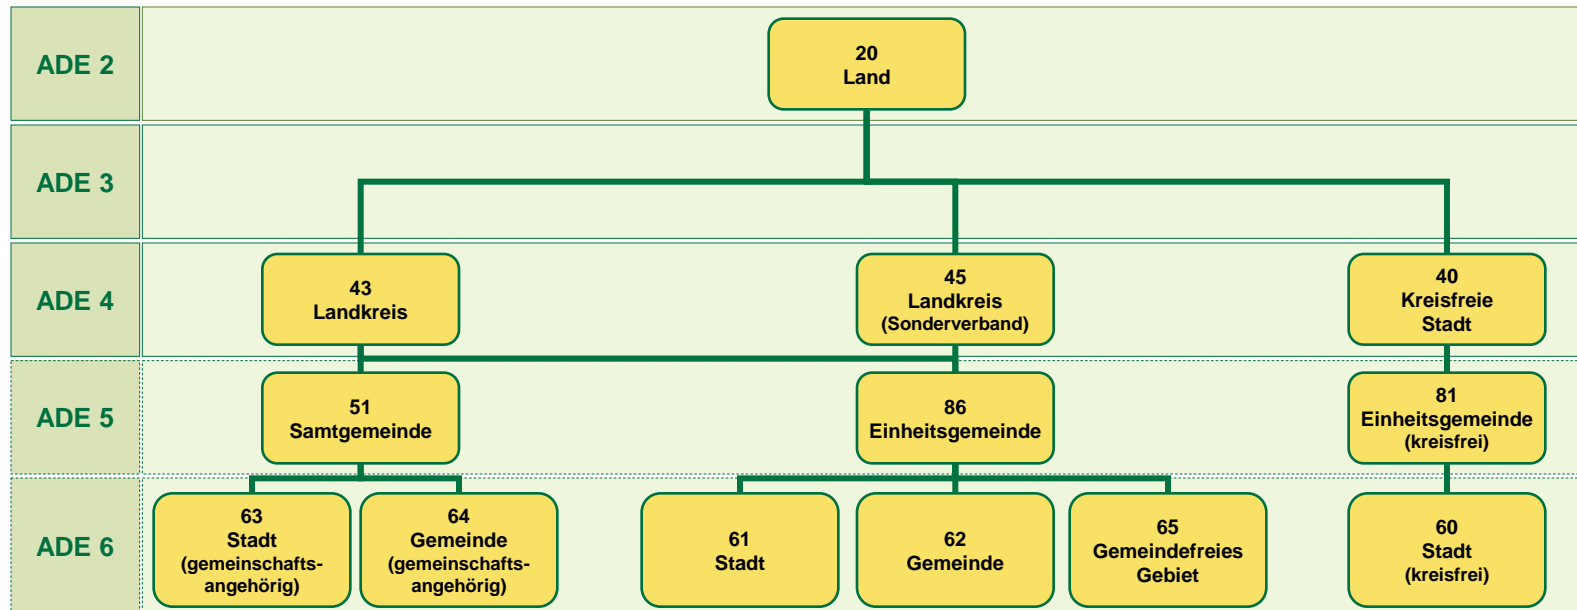 ADE 2
20
Land
ADE 3
ADE 4
43
Landkreis
45
Landkreis
(Sonderverband)
40
Kreisfreie
Stadt
ADE 5
51
Samtgemeinde
86
Einheitsgemeinde
81
Einheitsgemeinde
(kreisfrei)
ADE 6
63
Stadt
(gemeinschafts-
angehörig)
64
Gemeinde
(gemeinschafts-
angehörig)
61
Stadt
62
Gemeinde
65
Gemeindefreies
Gebiet
60
Stadt
(kreisfrei)